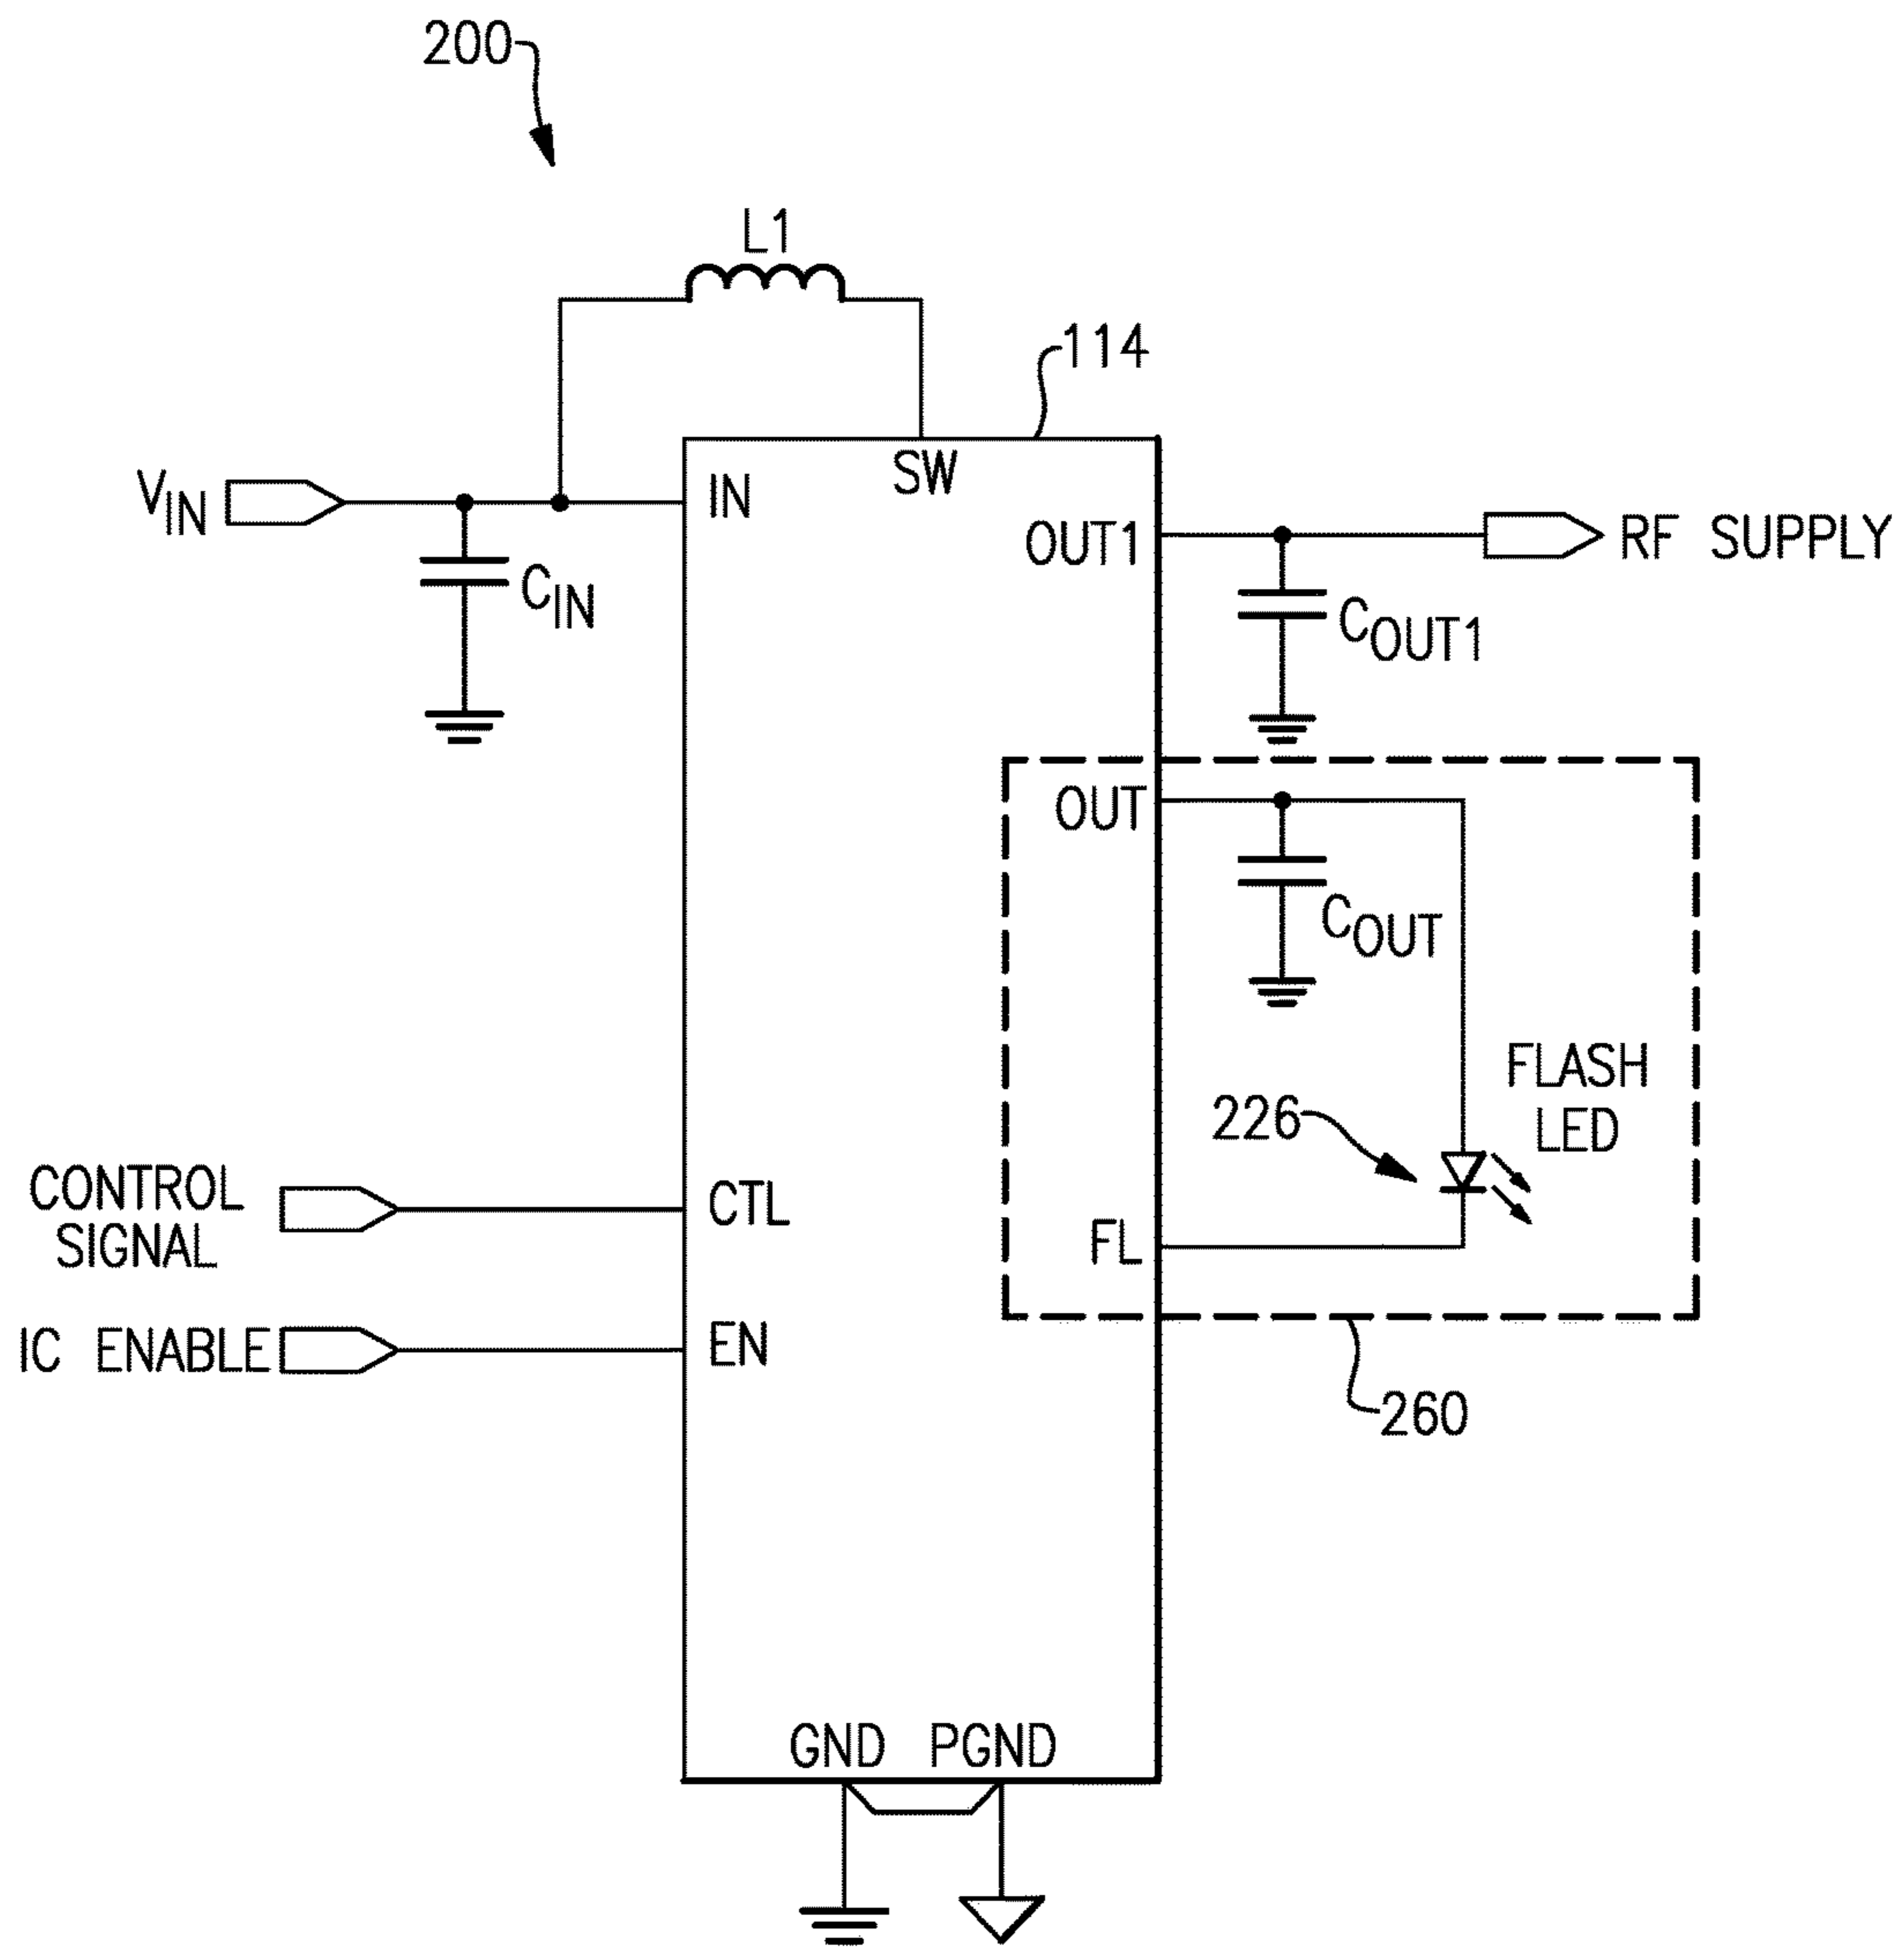 200
L1
114
VIN
IN
SW
OUT1
RF SUPPLY
CIN
COUT1
OUT
COUT
FLASH
LED
226
CONTROL
SIGNAL
CTL
FL
IC ENABLE
EN
260
GND PGND